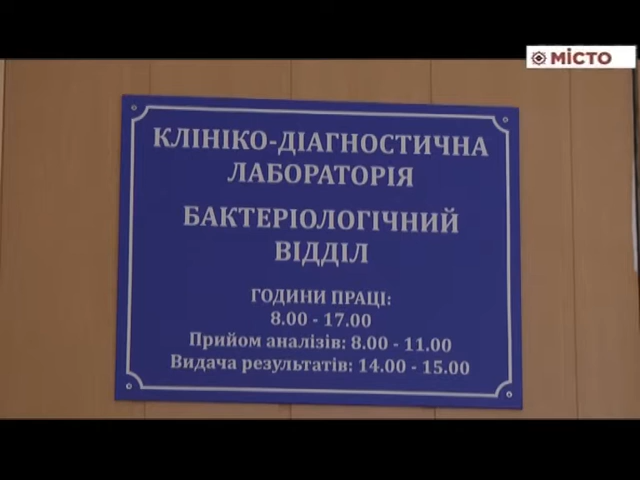 МІСТО
КЛІНІКО-ДІАГНОСТИЧНА
ЛАБОРАТОРІЯ
БАКТЕРІОЛОГІЧНИЙ
ВІДДІЛ
ГОДИНИ ПРАЦІ:
8.00 - 17.00
Прийом аналізів: 8.00 - 11.00
Видача результатів: 14.00 - 15.00